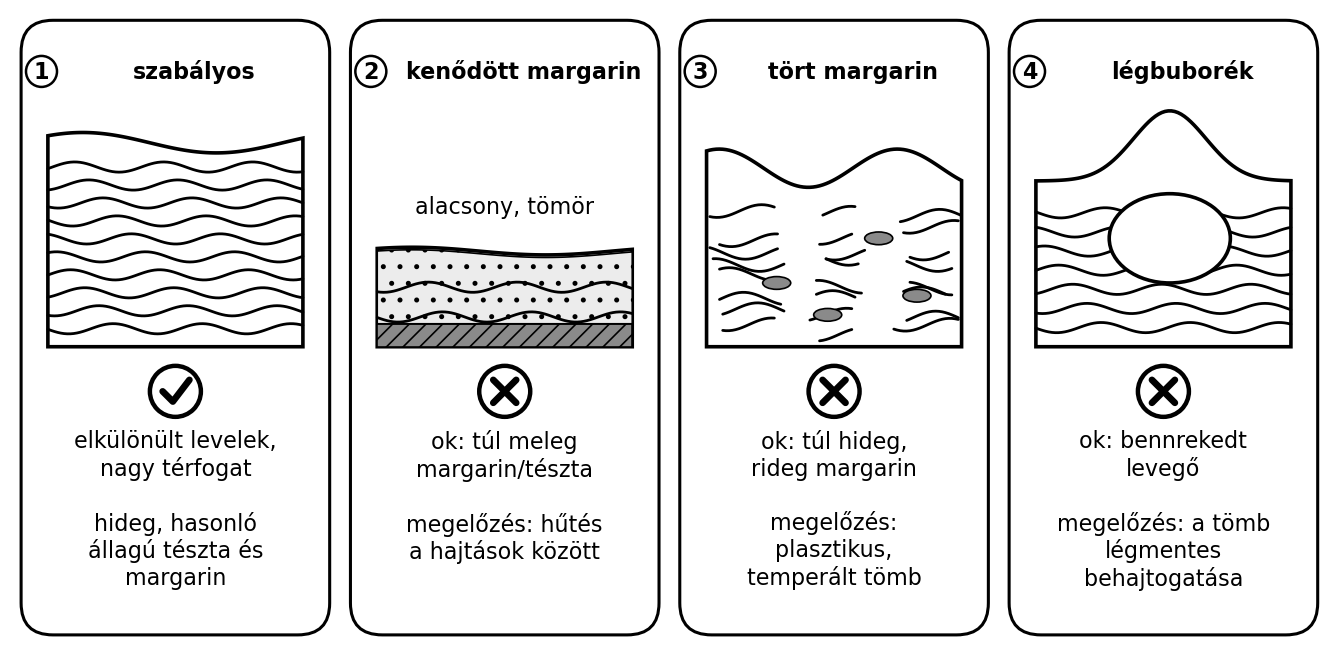 1 szabályos
elkülönült levelek,
nagy térfogat
hideg, hasonló
állagú tészta és
margarin
2 kenődött margarin
alacsony, tömör
ok: túl meleg
margarin/tészta
megelőzés: hűtés
a hajtások között
3 tört margarin
ok: túl hideg,
rideg margarin
megelőzés:
plasztikus,
temperált tömb
4 légbuborék
ok: bennrekedt
levegő
megelőzés: a tömb
légmentes
behajtogatása